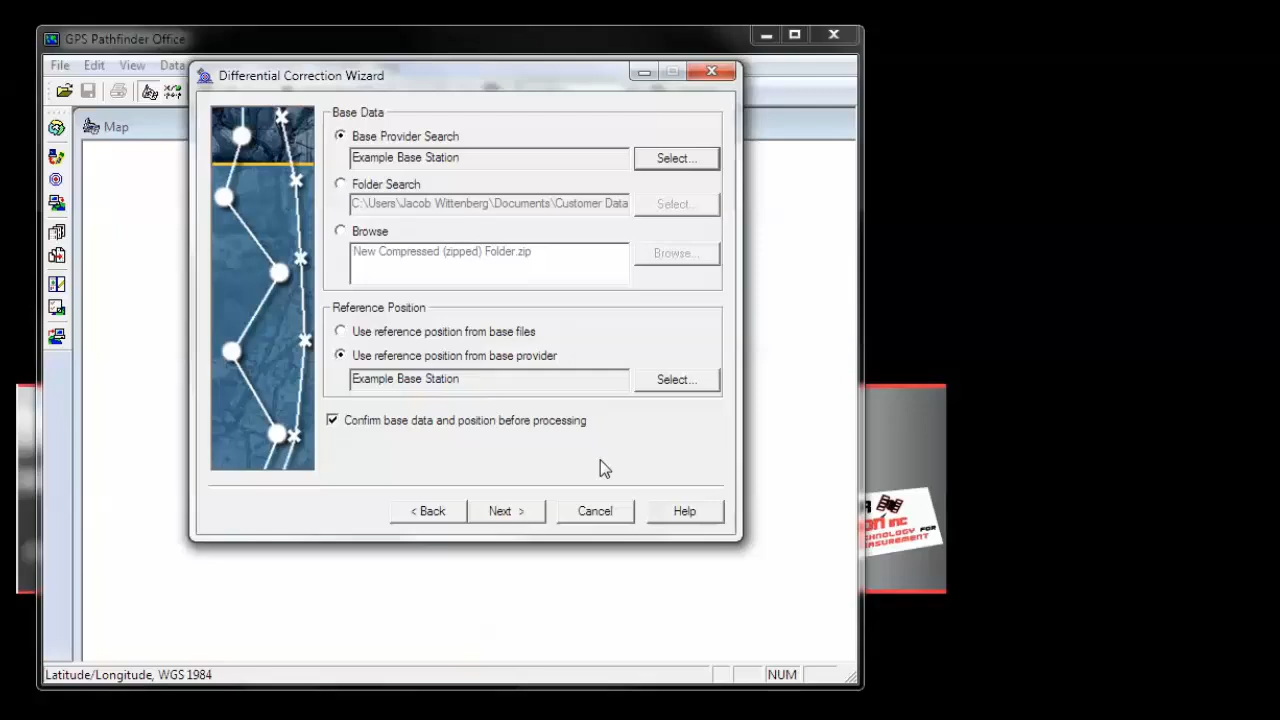 GPS Pathfinder Office
File Edit View Data
Differential Correction Wizard
Map
Base Data
Base Provider Search
Example Base Station
Select...
Folder Search
C:\Users\Jacob Wittenberg\Documents\Customer Data
Select...
Browse
New Compressed (zipped) Folder.zip
Browse...
Reference Position
Use reference position from base files
Use reference position from base provider
Example Base Station
Select...
Confirm base data and position before processing
< Back
Next >
Cancel
Help
INC
FOR
Latitude/Longitude, WGS 1984
NUM